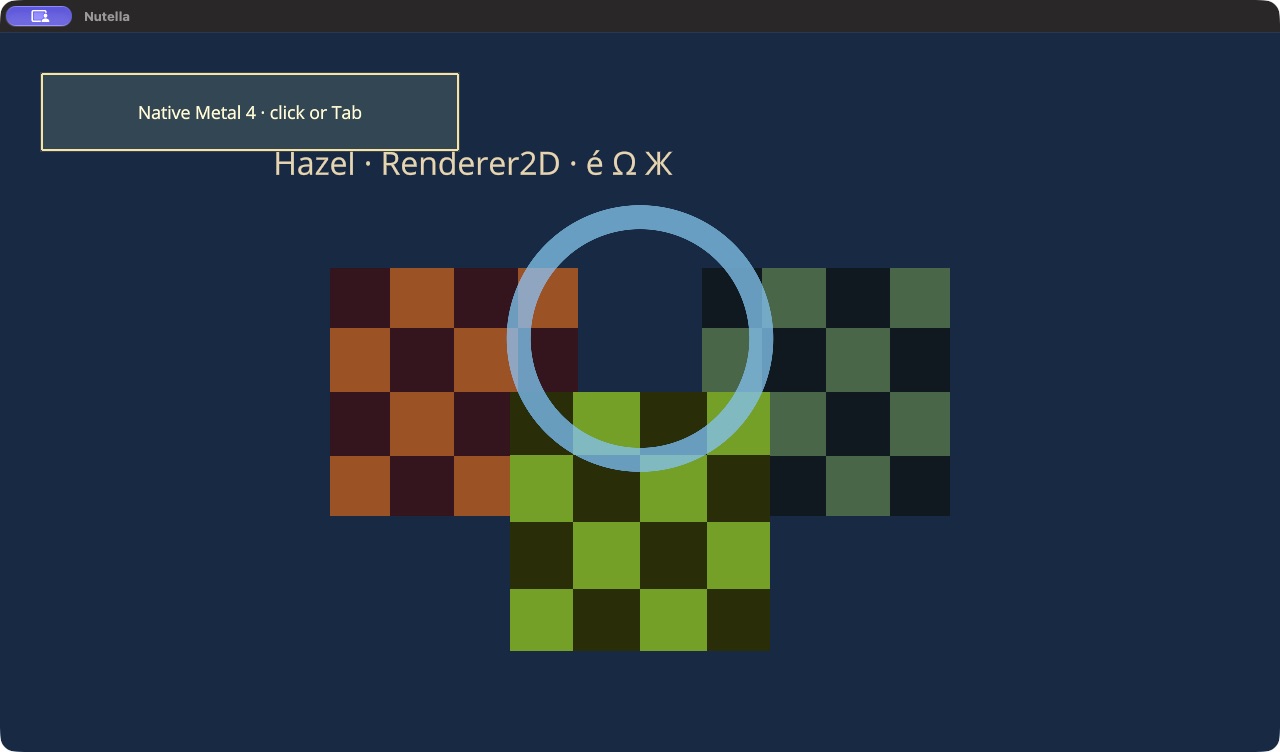 Nutella
Native Metal 4 · click or Tab
Hazel · Renderer2D · é Ω Ж